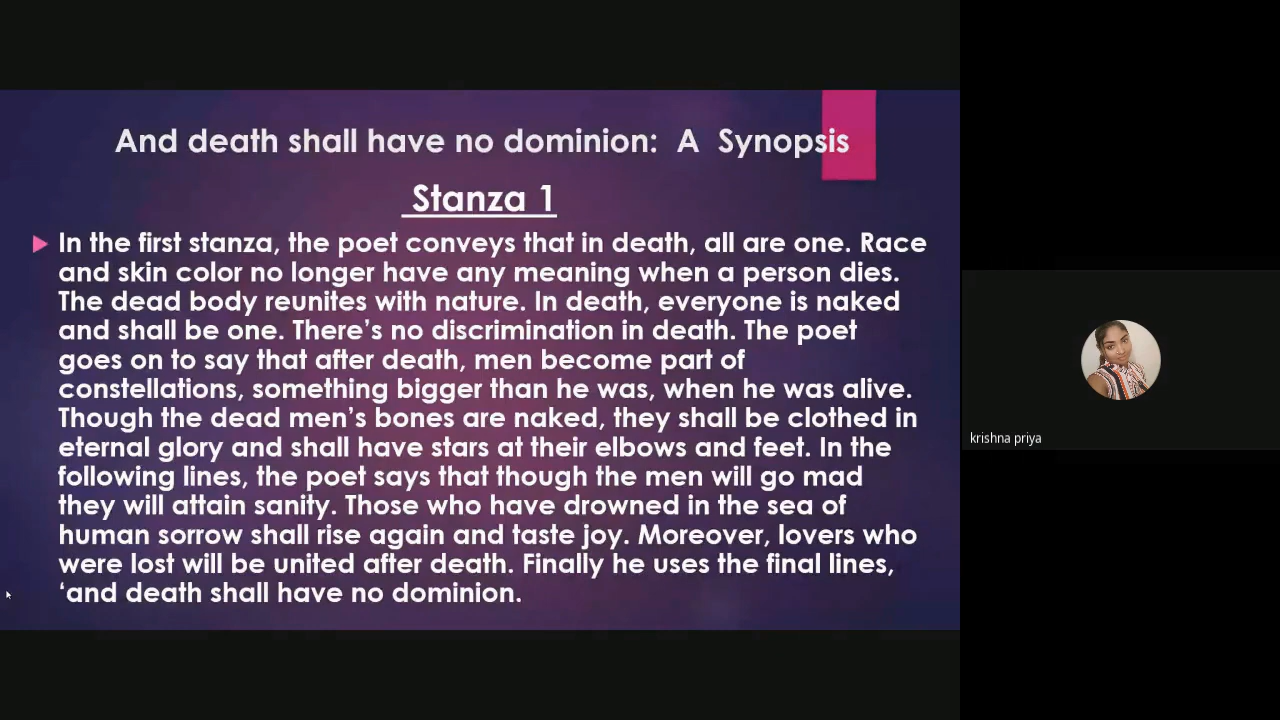 And death shall have no dominion: A Synopsis
Stanza 1
In the first stanza, the poet conveys that in death, all are one. Race
and skin color no longer have any meaning when a person dies.
The dead body reunites with nature. In death, everyone is naked
and shall be one. There’s no discrimination in death. The poet
goes on to say that after death, men become part of
constellations, something bigger than he was, when he was alive.
Though the dead men’s bones are naked, they shall be clothed in
eternal glory and shall have stars at their elbows and feet. In the
following lines, the poet says that though the men will go mad
they will attain sanity. Those who have drowned in the sea of
human sorrow shall rise again and taste joy. Moreover, lovers who
were lost will be united after death. Finally he uses the final lines,
‘and death shall have no dominion.
krishna priya